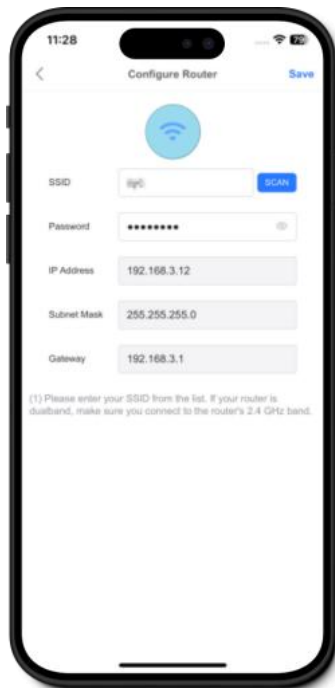 11:28
Configure Router
Save
SSID
SCAN
Password
IP Address
192.168.3.12
Subnet Mask
255.255.255.0
Gateway
192.168.3.1
(1) Please enter your SSID from the list. If your router is
dualband, make sure you connect to the router's 2.4 GHz band.